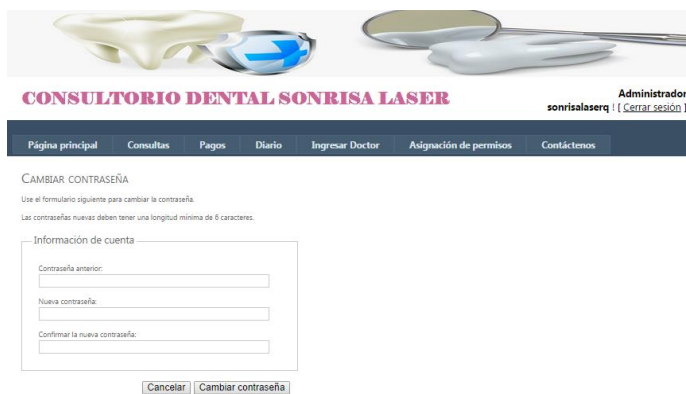 CONSULTORIO DENTAL SONRISA LASER
Administrador
sonrisalaserq ! [ Cerrar sesión ]
Página principal Consultas Pagos Diario Ingresar Doctor Asignación de permisos Contáctenos
CAMBIAR CONTRASEÑA
Use el formulario siguiente para cambiar la contraseña.
Las contraseñas nuevas deben tener una longitud mínima de 6 caracteres.
Información de cuenta
Contraseña anterior:
Nueva contraseña:
Confirmar la nueva contraseña:
Cancelar Cambiar contraseña